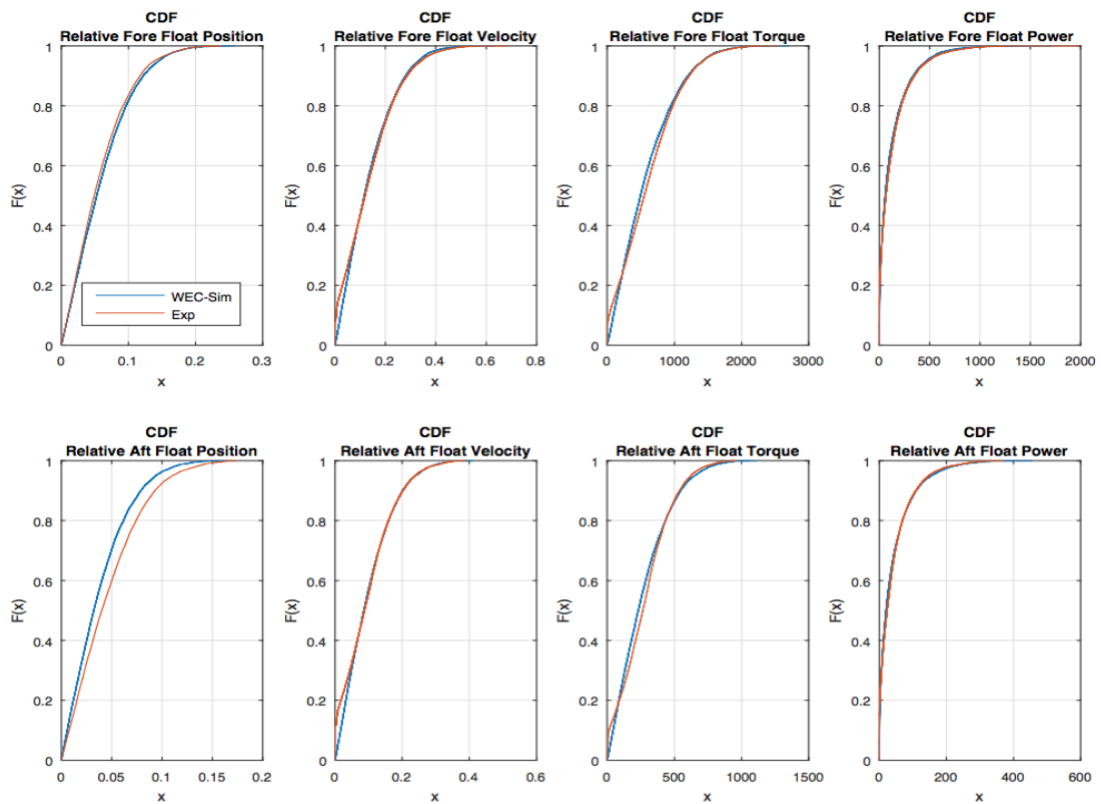 CDF
Relative Fore Float Position
1
0.8
0.6
0.4
0.2
0
F(x)
WEC-Sim
Exp
0 0.1 0.2 0.3
x
CDF
Relative Fore Float Velocity
1
0.8
0.6
0.4
0.2
0
F(x)
0 0.2 0.4 0.6 0.8
x
CDF
Relative Fore Float Torque
1
0.8
0.6
0.4
0.2
0
F(x)
0 1000 2000 3000
x
CDF
Relative Fore Float Power
1
0.8
0.6
0.4
0.2
0
F(x)
0 500 1000 1500 2000
x
CDF
Relative Aft Float Position
1
0.8
0.6
0.4
0.2
0
F(x)
0 0.05 0.1 0.15 0.2
x
CDF
Relative Aft Float Velocity
1
0.8
0.6
0.4
0.2
0
F(x)
0 0.2 0.4 0.6
x
CDF
Relative Aft Float Torque
1
0.8
0.6
0.4
0.2
0
F(x)
0 500 1000 1500
x
CDF
Relative Aft Float Power
1
0.8
0.6
0.4
0.2
0
F(x)
0 200 400 600
x